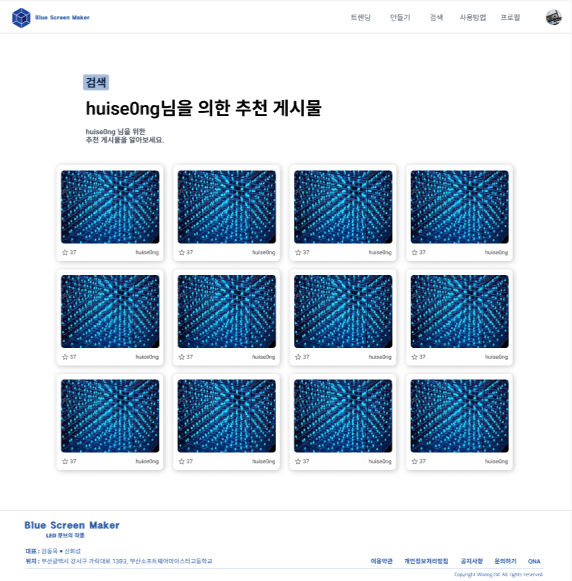 Blue Screen Maker
트렌딩 만들기 검색 사용방법 프로필
검색
huise0ng님을 의한 추천 게시물
huise0ng 님을 위한
추천 게시물을 알아보세요.
☆ 37 huise0ng ☆ 37 huise0ng ☆ 37 huise0ng ☆ 37 huise0ng
☆ 37 huise0ng ☆ 37 huise0ng ☆ 37 huise0ng ☆ 37 huise0ng
☆ 37 huise0ng ☆ 37 huise0ng ☆ 37 huise0ng ☆ 37 huise0ng
Blue Screen Maker
LED 큐브의 작품
대표 : 김동욱 • 신희성
위치 : 부산광역시 강서구 가락대로 1393, 부산소프트웨어마이스터고등학교
이용약관 개인정보처리방침 공지사항 문의하기 QNA
Copyright ltd. All rights reserved.